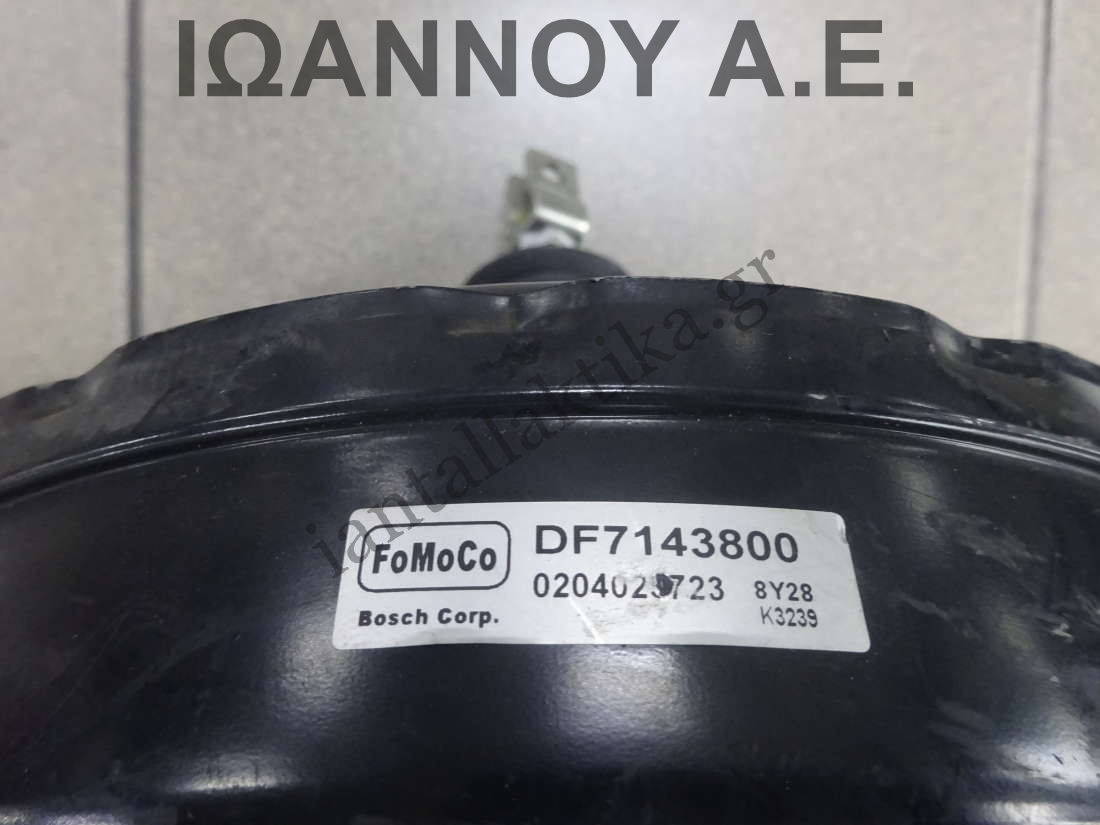 ΙΩΑΝΝΟΥ Α.Ε.
iantallaktika.gr
FoMoCo
DF7143800
8Y28
Bosch Corp.
K3239